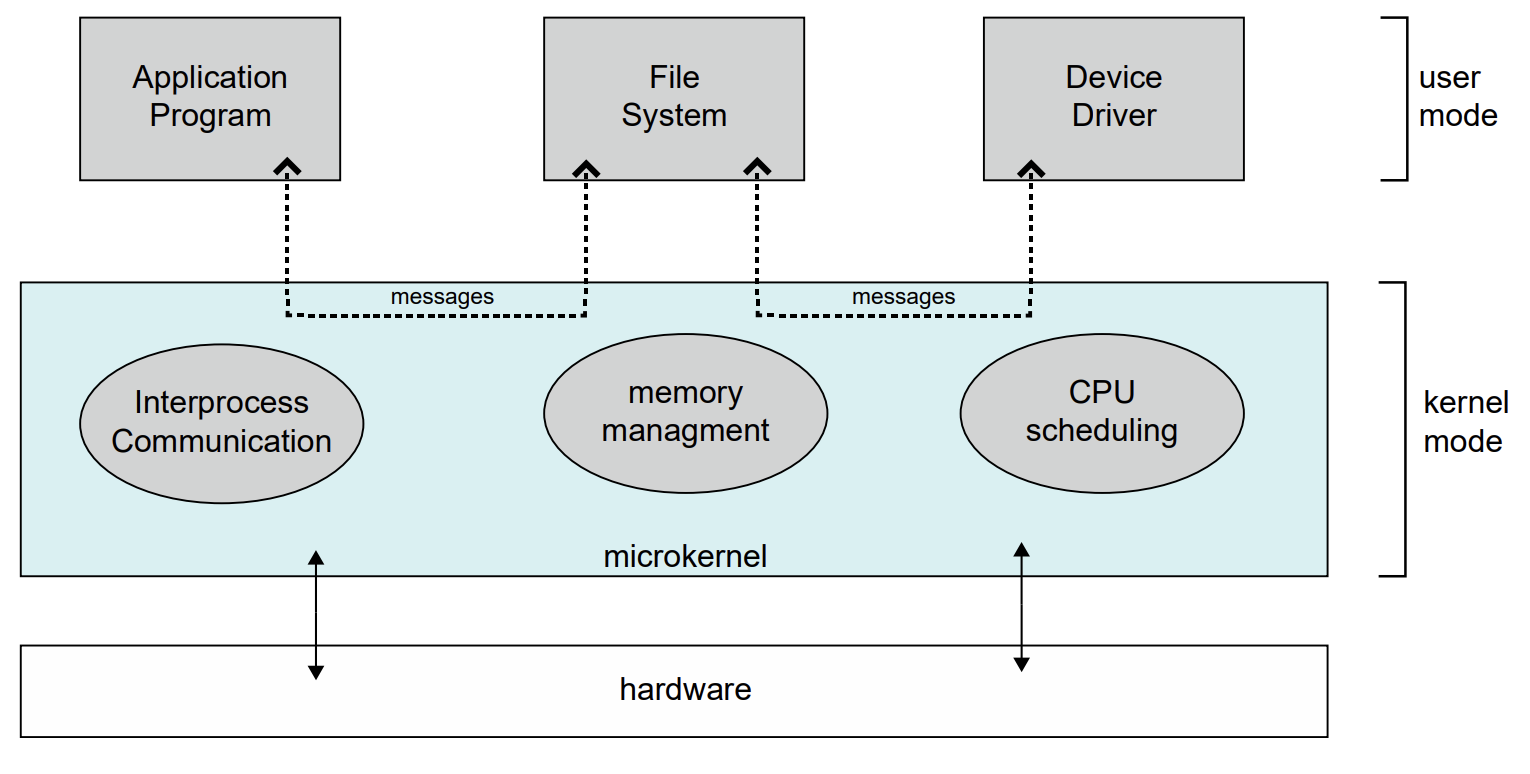 Application
Program
File
System
Device
Driver
user
mode
messages
messages
Interprocess
Communication
memory
managment
CPU
scheduling
kernel
mode
microkernel
hardware